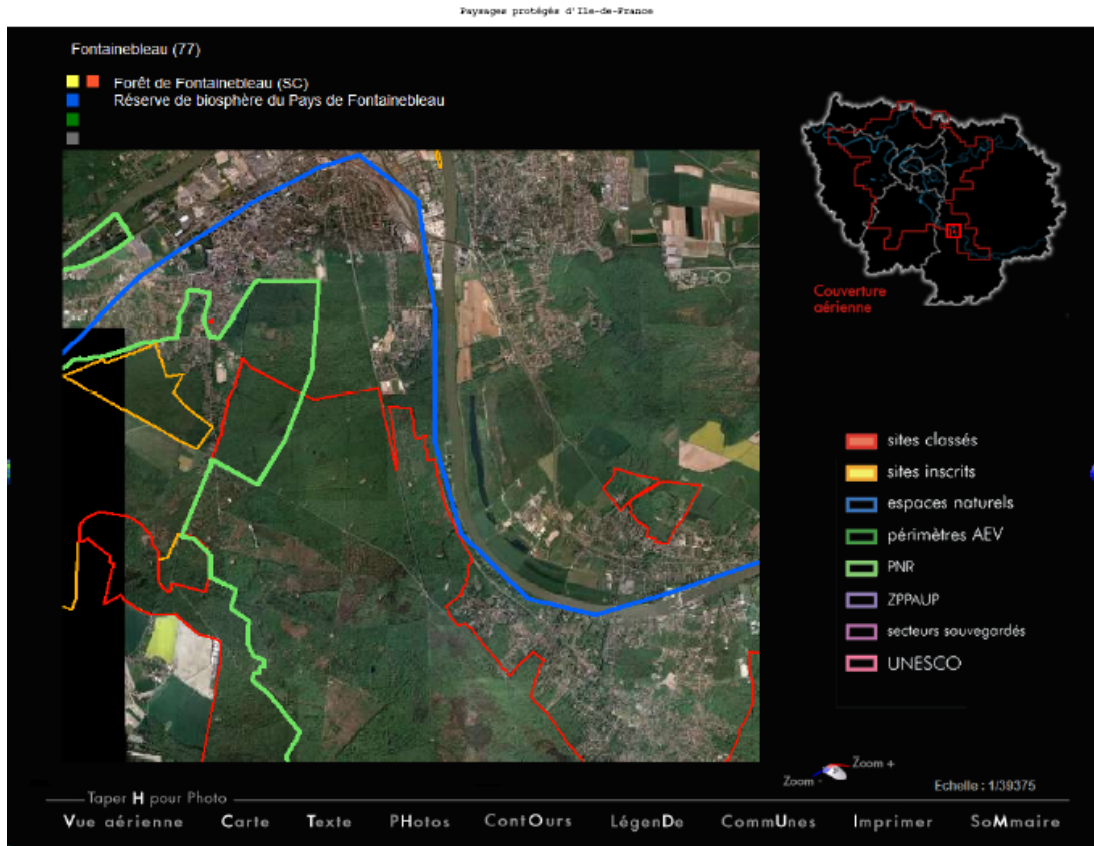 Paysages protégés d'Ile-de-France
Fontainebleau (77)
Forêt de Fontainebleau (SC)
Réserve de biosphère du Pays de Fontainebleau
Couverture
aérienne
sites classés
sites inscrits
espaces naturels
périmètres AEV
PNR
ZPPAUP
secteurs sauvegardés
UNESCO
Zoom +
Zoom -
Echelle : 1/39375
Taper H pour Photo
Vue aérienne Carte Texte PHotos ContOurs LégenDe CommUnes Imprimer SoMmaire